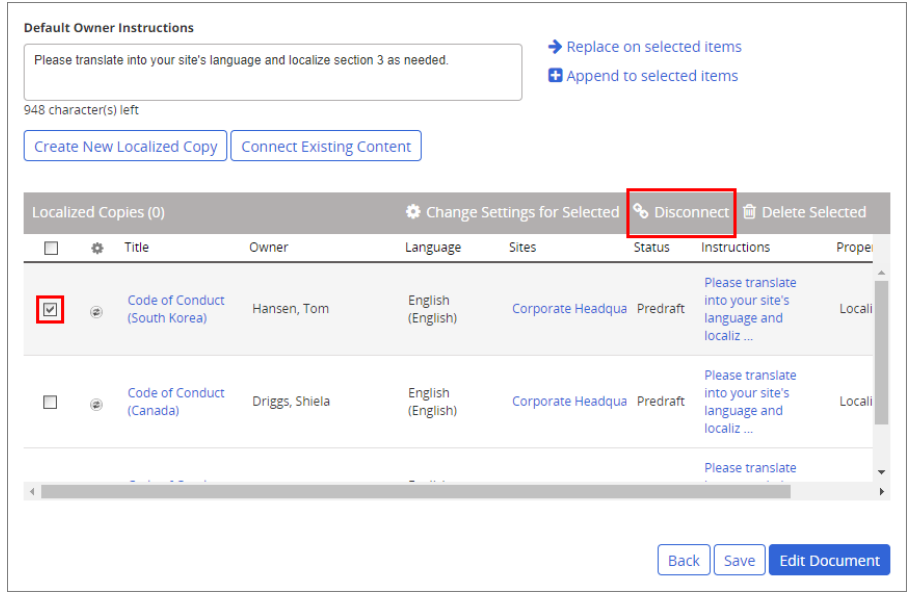 Default Owner Instructions
Please translate into your site's language and localize section 3 as needed.
Replace on selected items
Append to selected items
948 character(s) left
Create New Localized Copy
Connect Existing Content
Localized Copies (0)
Change Settings for Selected
Disconnect
Delete Selected
Title
Owner
Language
Sites
Status
Instructions
Proper
Code of Conduct
(South Korea)
Hansen, Tom
English
(English)
Corporate Headqua
Predraft
Please translate
into your site's
language and
localiz ...
Locali
Code of Conduct
(Canada)
Driggs, Shiela
English
(English)
Corporate Headqua
Predraft
Please translate
into your site's
language and
localiz ...
Locali
Please translate
Back
Save
Edit Document